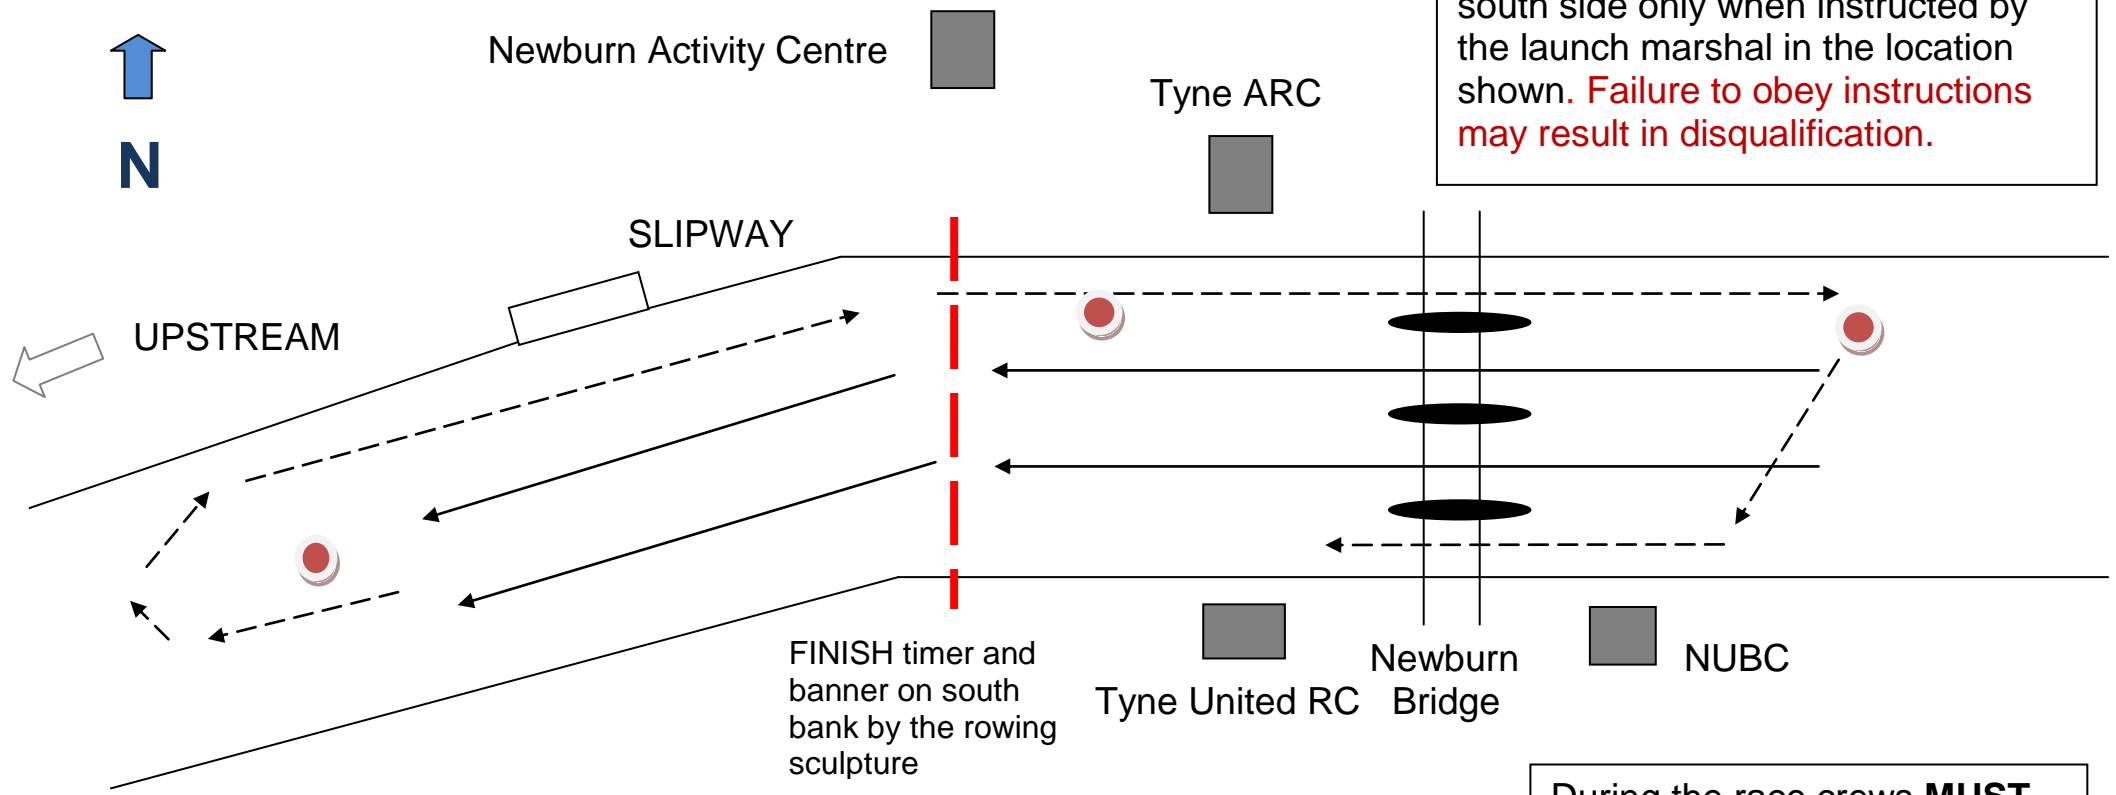 south side only when instructed by
the launch marshal in the location
shown. Failure to obey instructions
may result in disqualification.
Newburn Activity Centre
Tyne ARC
N
SLIPWAY
UPSTREAM
FINISH timer and
banner on south
bank by the rowing
sculpture
Tyne United RC
Newburn
Bridge
NUBC
During the race crews MUST